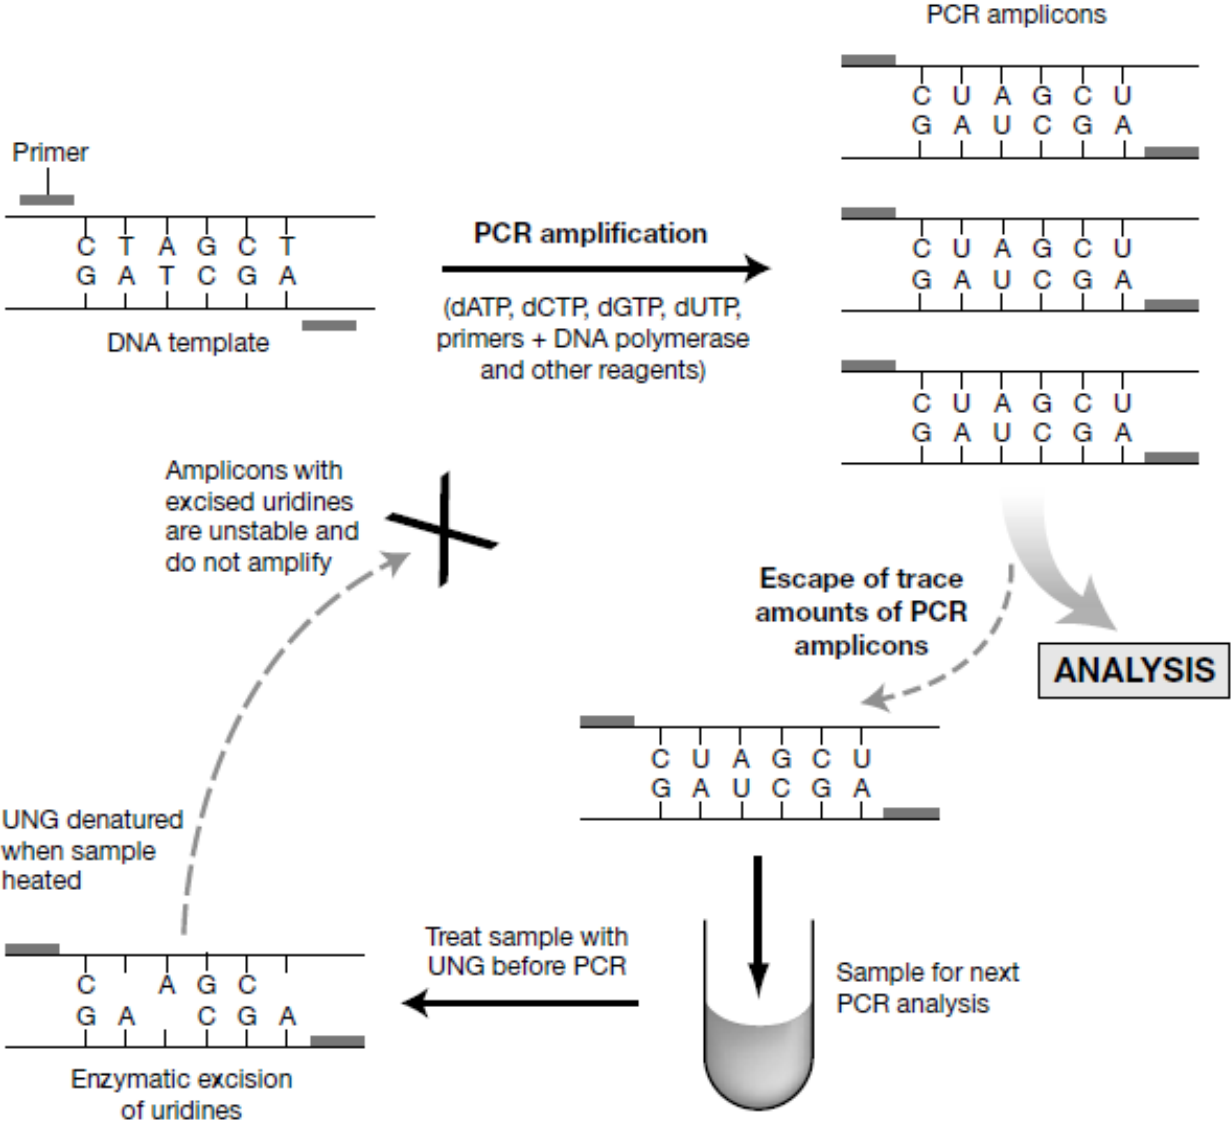 PCR amplicons
C U A G C U
G A U C G A
Primer
C T A G C T
G A T C G A
DNA template
PCR amplification
(dATP, dCTP, dGTP, dUTP,
primers + DNA polymerase
and other reagents)
C U A G C U
G A U C G A
C U A G C U
G A U C G A
Amplicons with
excised uridines
are unstable and
do not amplify
Escape of trace
amounts of PCR
amplicons
ANALYSIS
C U A G C U
G A U C G A
UNG denatured
when sample
heated
Treat sample with
UNG before PCR
Sample for next
PCR analysis
C A G C
G A C G A
Enzymatic excision
of uridines